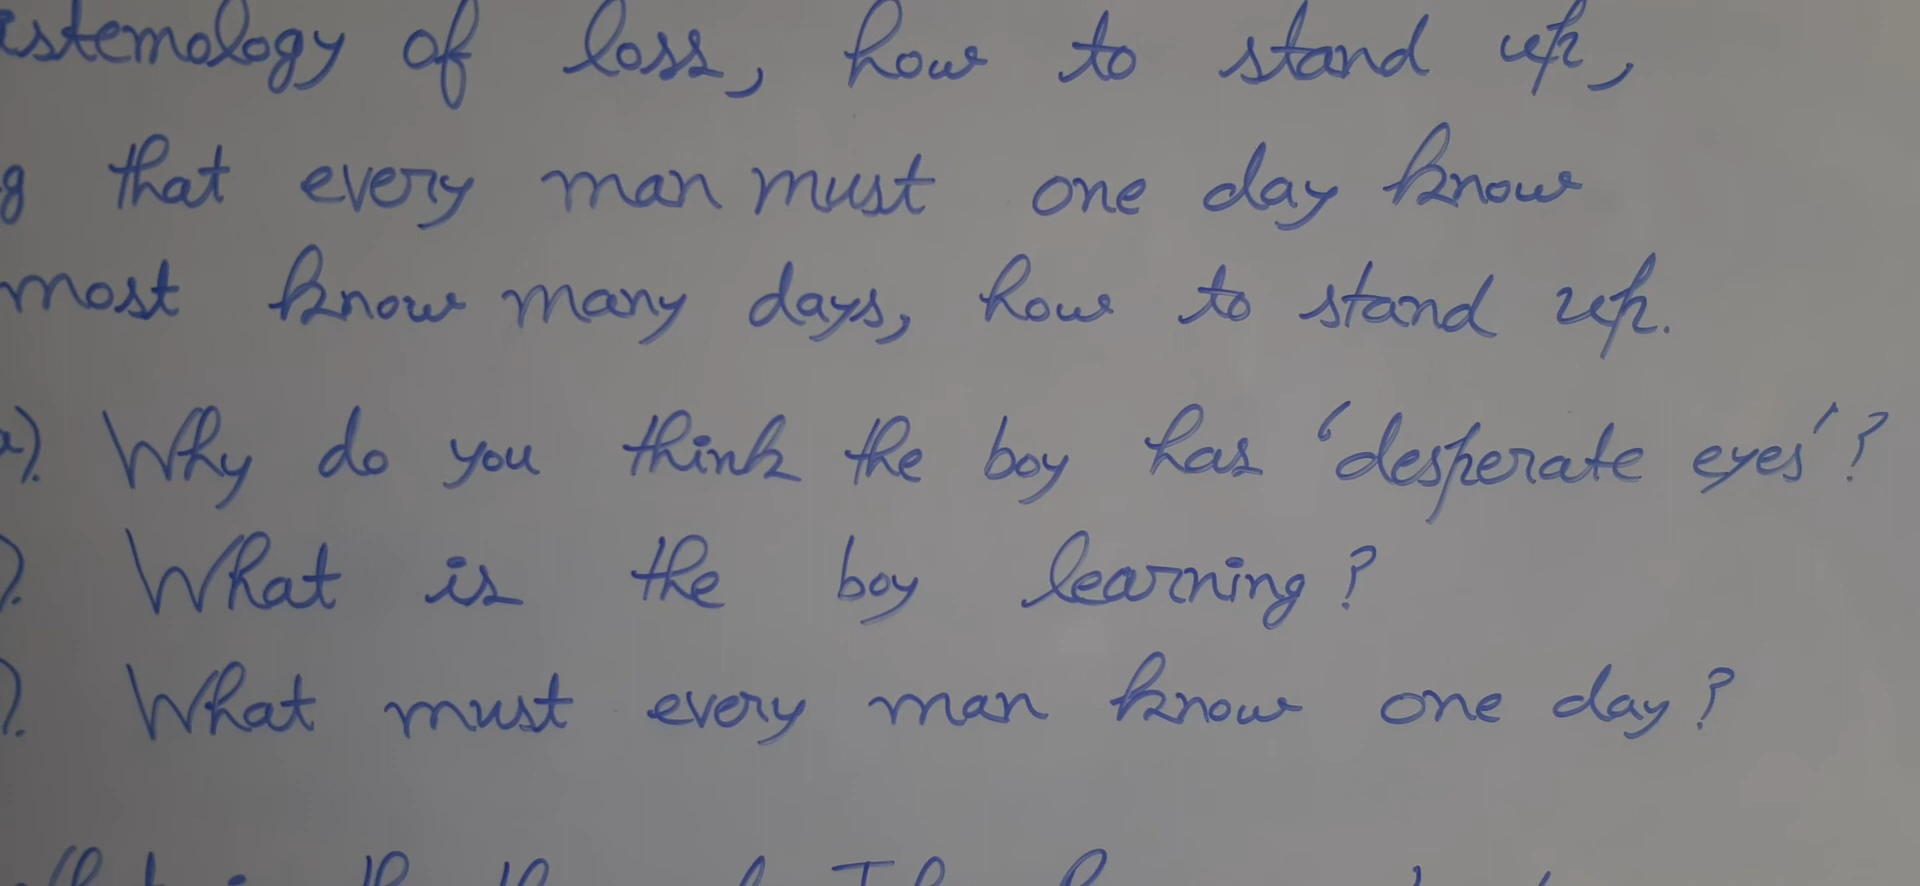 istemology of loss, how to stand up,
g that every man must one day know
most know many days, how to stand up.
a). Why do you think the boy has 'desperate eyes'?
). What is the boy learning?
). What must every man know one day?